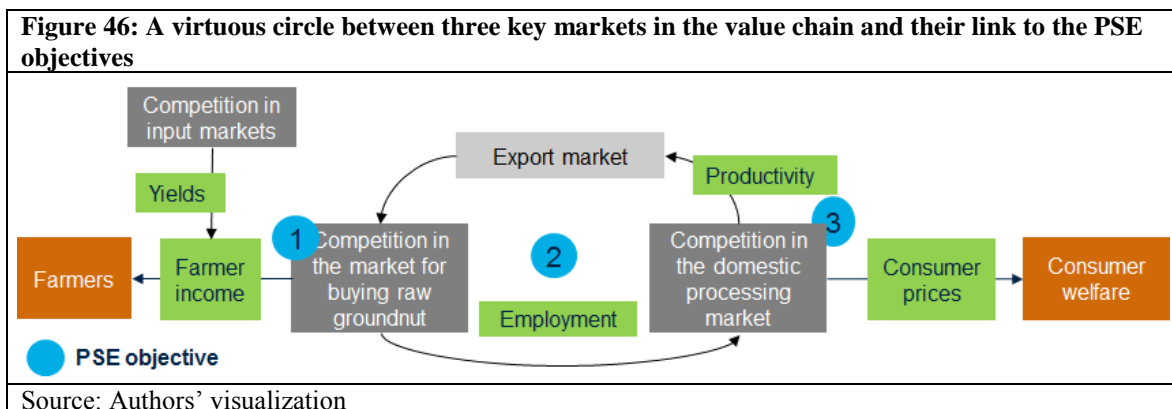 Figure 46: A virtuous circle between three key markets in the value chain and their link to the PSE
objectives
Competition in
input markets
Yields
Export market
Productivity
Farmers
Farmer
income
1
Competition in
the market for
buying raw
groundnut
2
Employment
Competition in
the domestic
processing
market
3
Consumer
prices
Consumer
welfare
PSE objective
Source: Authors’ visualization